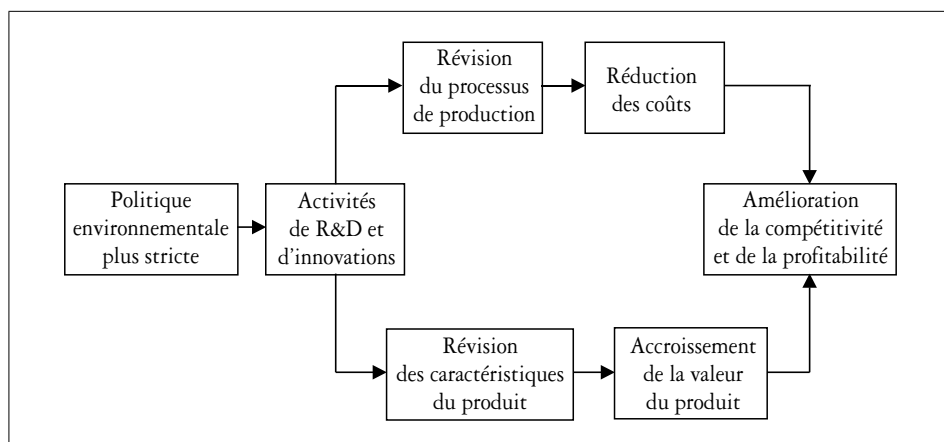 Révision
du processus
de production
Réduction
des coûts
Politique
environnementale
plus stricte
Activités
de R&D et
d'innovations
Amélioration
de la compétitivité
et de la profitabilité
Révision
des caractéristiques
du produit
Accroissement
de la valeur
du produit